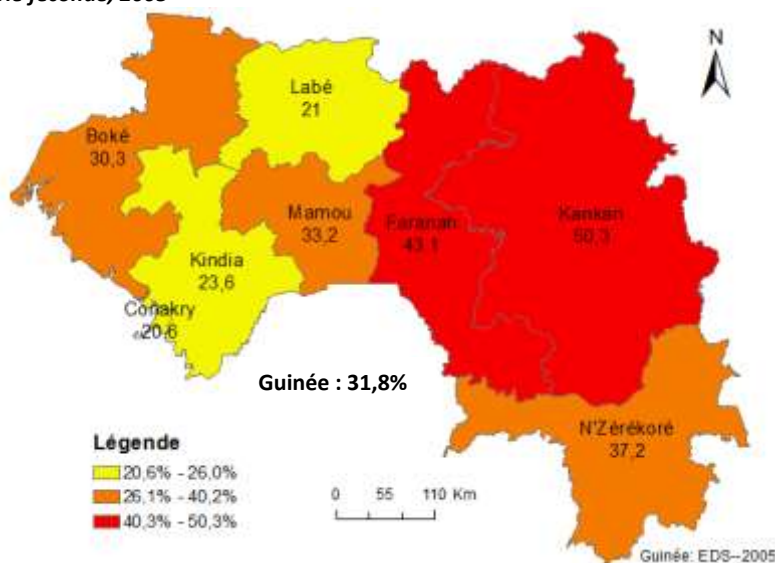 N
Labé
21
Boké
30,3
Mamou
33,2
Faranah
43,1
Kankan
50,3
Kindia
23,6
Conakry
20,6
Guinée : 31,8%
N'Zérékoré
37,2
Légende
20,6% - 26,0%
26,1% - 40,2%
40,3% - 50,3%
0 55 110 Km
Guinée: EDS--2005